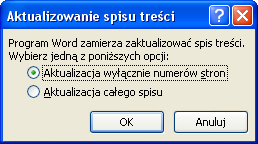 Aktualizowanie spisu treści
Program Word zamierza zaktualizować spis treści.
Wybierz jedną z poniższych opcji:
Aktualizacja wyłącznie numerów stron
Aktualizacja całego spisu
OK
Anuluj